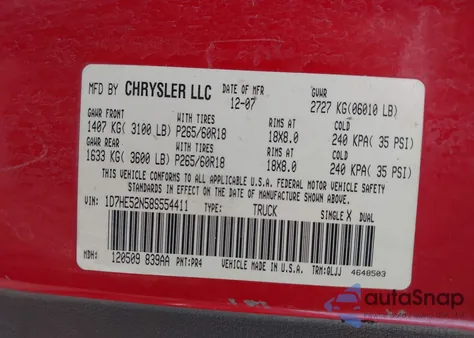 MFD BY CHRYSLER LLC DATE OF MFR GVWR
12-07 2727 KG(06010 LB)
GAWR FRONT WITH TIRES RIMS AT COLD
1407 KG( 3100 LB) P265/60R18 18X8.0 240 KPA( 35 PSI)
GAWR REAR WITH TIRES RIMS AT COLD
1633 KG( 3600 LB) P265/60R18 18X8.0 240 KPA( 35 PSI)
THIS VEHICLE CONFORMS TO ALL APPLICABLE U.S.A. FEDERAL MOTOR VEHICLE
SAFETY STANDARDS IN EFFECT ON THE DATE OF MANUFACTURE SHOWN ABOVE.
VIN: 1D7HE52N58S554411 TYPE: TRUCK SINGLE X DUAL
MDH: 120509 839AA PNT:PR4 VEHICLE MADE IN U.S.A. TRM:QLJJ 4648503
autoSnap